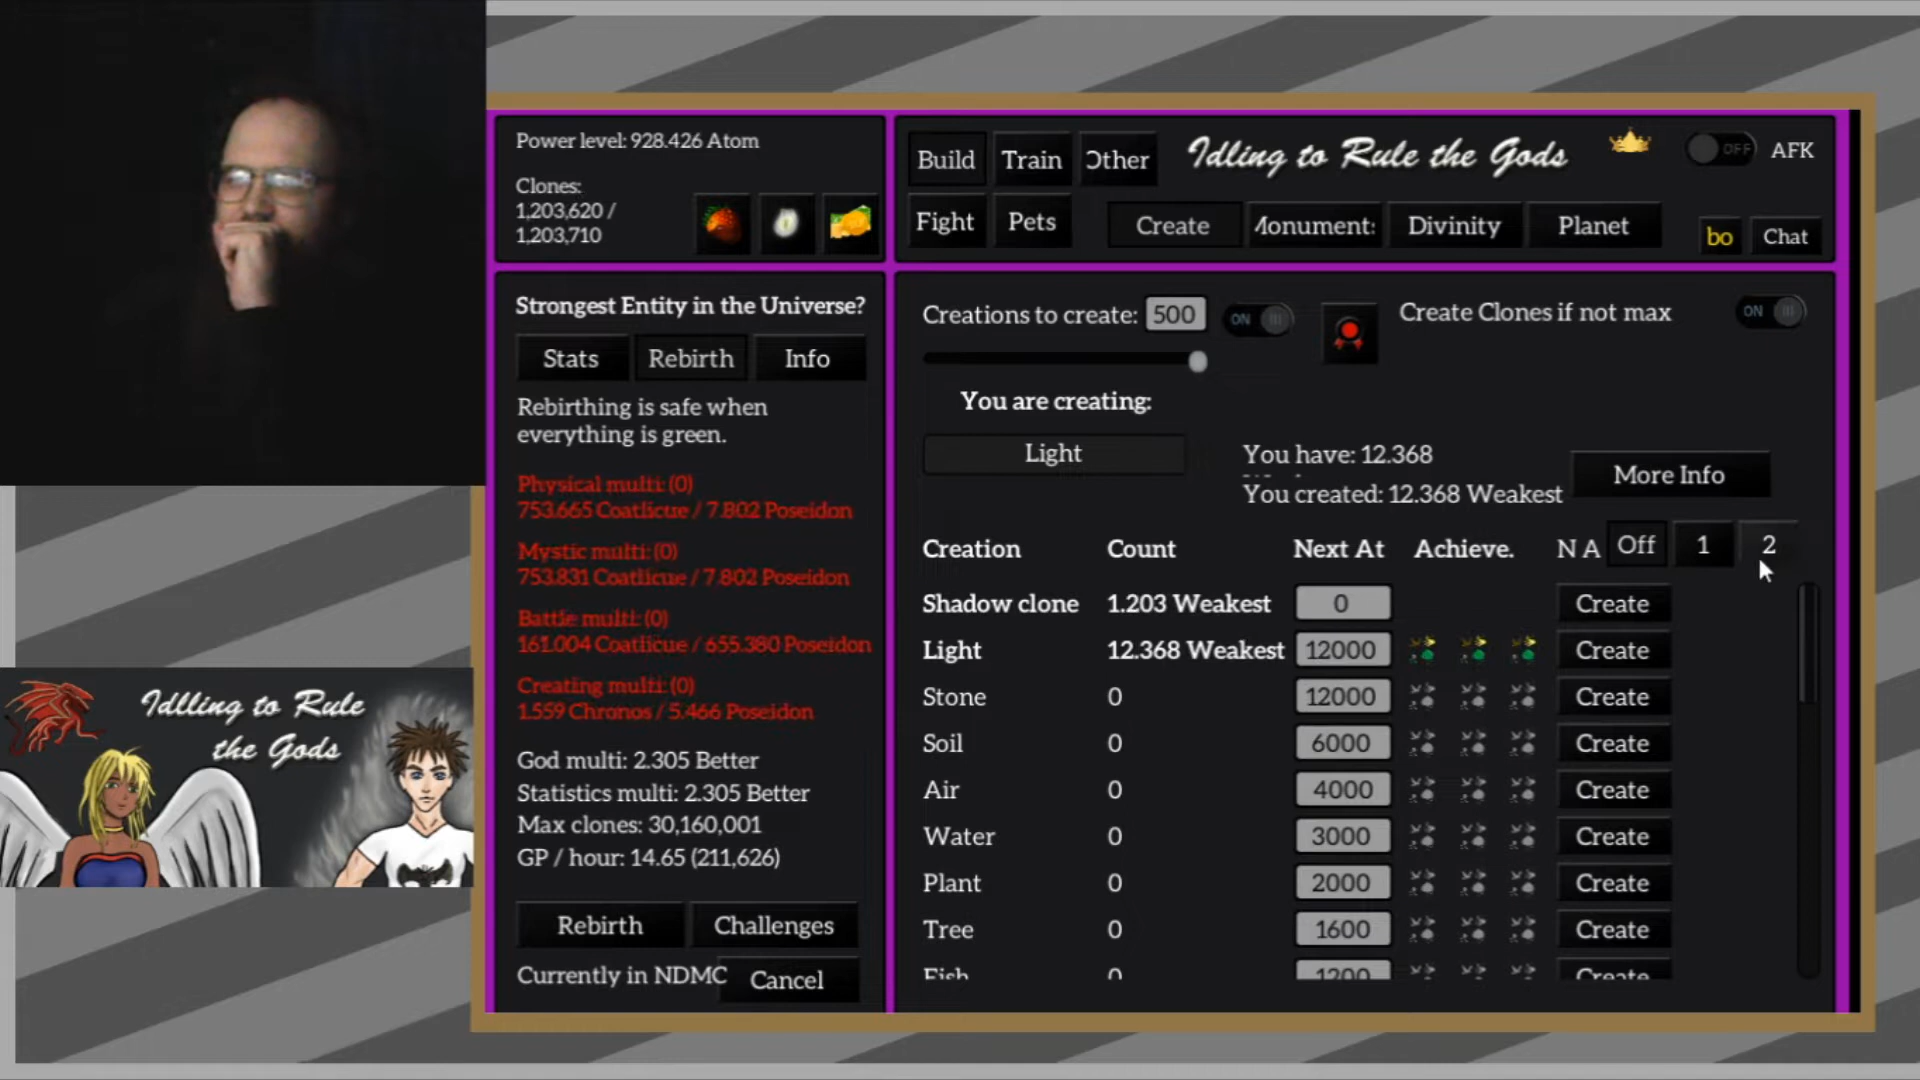 Power level: 928.426 Atom
Clones:
1,203,620 /
1,203,710
Build
Train
Other
Idling to Rule the Gods
OFF
AFK
Fight
Pets
Create
Monument:
Divinity
Planet
bo
Chat
Strongest Entity in the Universe?
Stats
Rebirth
Info
Rebirthing is safe when
everything is green.
Physical multi: (0)
753.665 Coatlicue / 7.802 Poseidon
Mystic multi: (0)
753.831 Coatlicue / 7.802 Poseidon
Battle multi: (0)
161.004 Coatlicue / 655.380 Poseidon
Creating multi: (0)
1.559 Chronos / 5.466 Poseidon
God multi: 2.305 Better
Statistics multi: 2.305 Better
Max clones: 30,160,001
GP / hour: 14.65 (211,626)
Rebirth
Challenges
Currently in NDMC
Cancel
Creations to create: 500
ON
Create Clones if not max
ON
You are creating:
Light
You have: 12.368
You created: 12.368 Weakest
More Info
Creation Count Next At Achieve. N A Off 1 2
Shadow clone 1.203 Weakest 0 Create
Light 12.368 Weakest 12000 Create
Stone 0 12000 Create
Soil 0 6000 Create
Air 0 4000 Create
Water 0 3000 Create
Plant 0 2000 Create
Tree 0 1600 Create
Fish 0 1200 Create
Idlling to Rule
the Gods